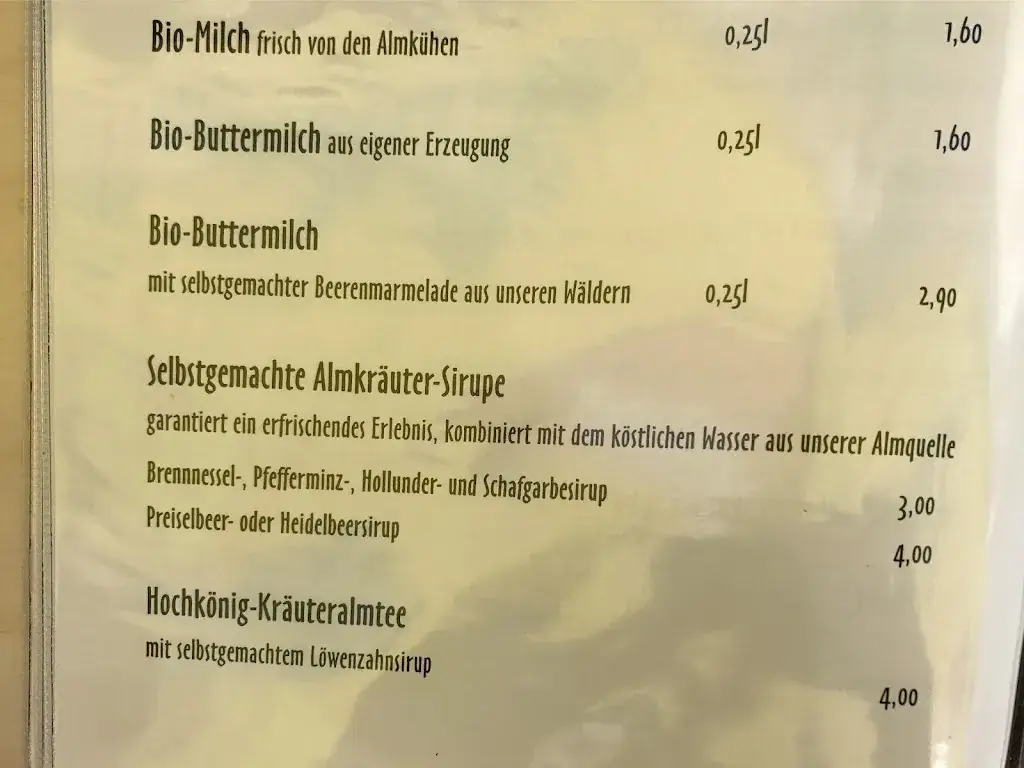 Bio-Milch frisch von den Almkühen 0,25l 1,60
Bio-Buttermilch aus eigener Erzeugung 0,25l 1,60
Bio-Buttermilch
mit selbstgemachter Beerenmarmelade aus unseren Wäldern 0,25l 2,90
Selbstgemachte Almkräuter-Sirupe
garantiert ein erfrischendes Erlebnis, kombiniert mit dem köstlichen Wasser aus unserer Almquelle
Brennnessel-, Pfefferminz-, Hollunder- und Schafgarbesirup 3,00
Preiselbeer- oder Heidelbeersirup 4,00
Hochkönig-Kräuteralmtee
mit selbstgemachtem Löwenzahnsirup
4,00